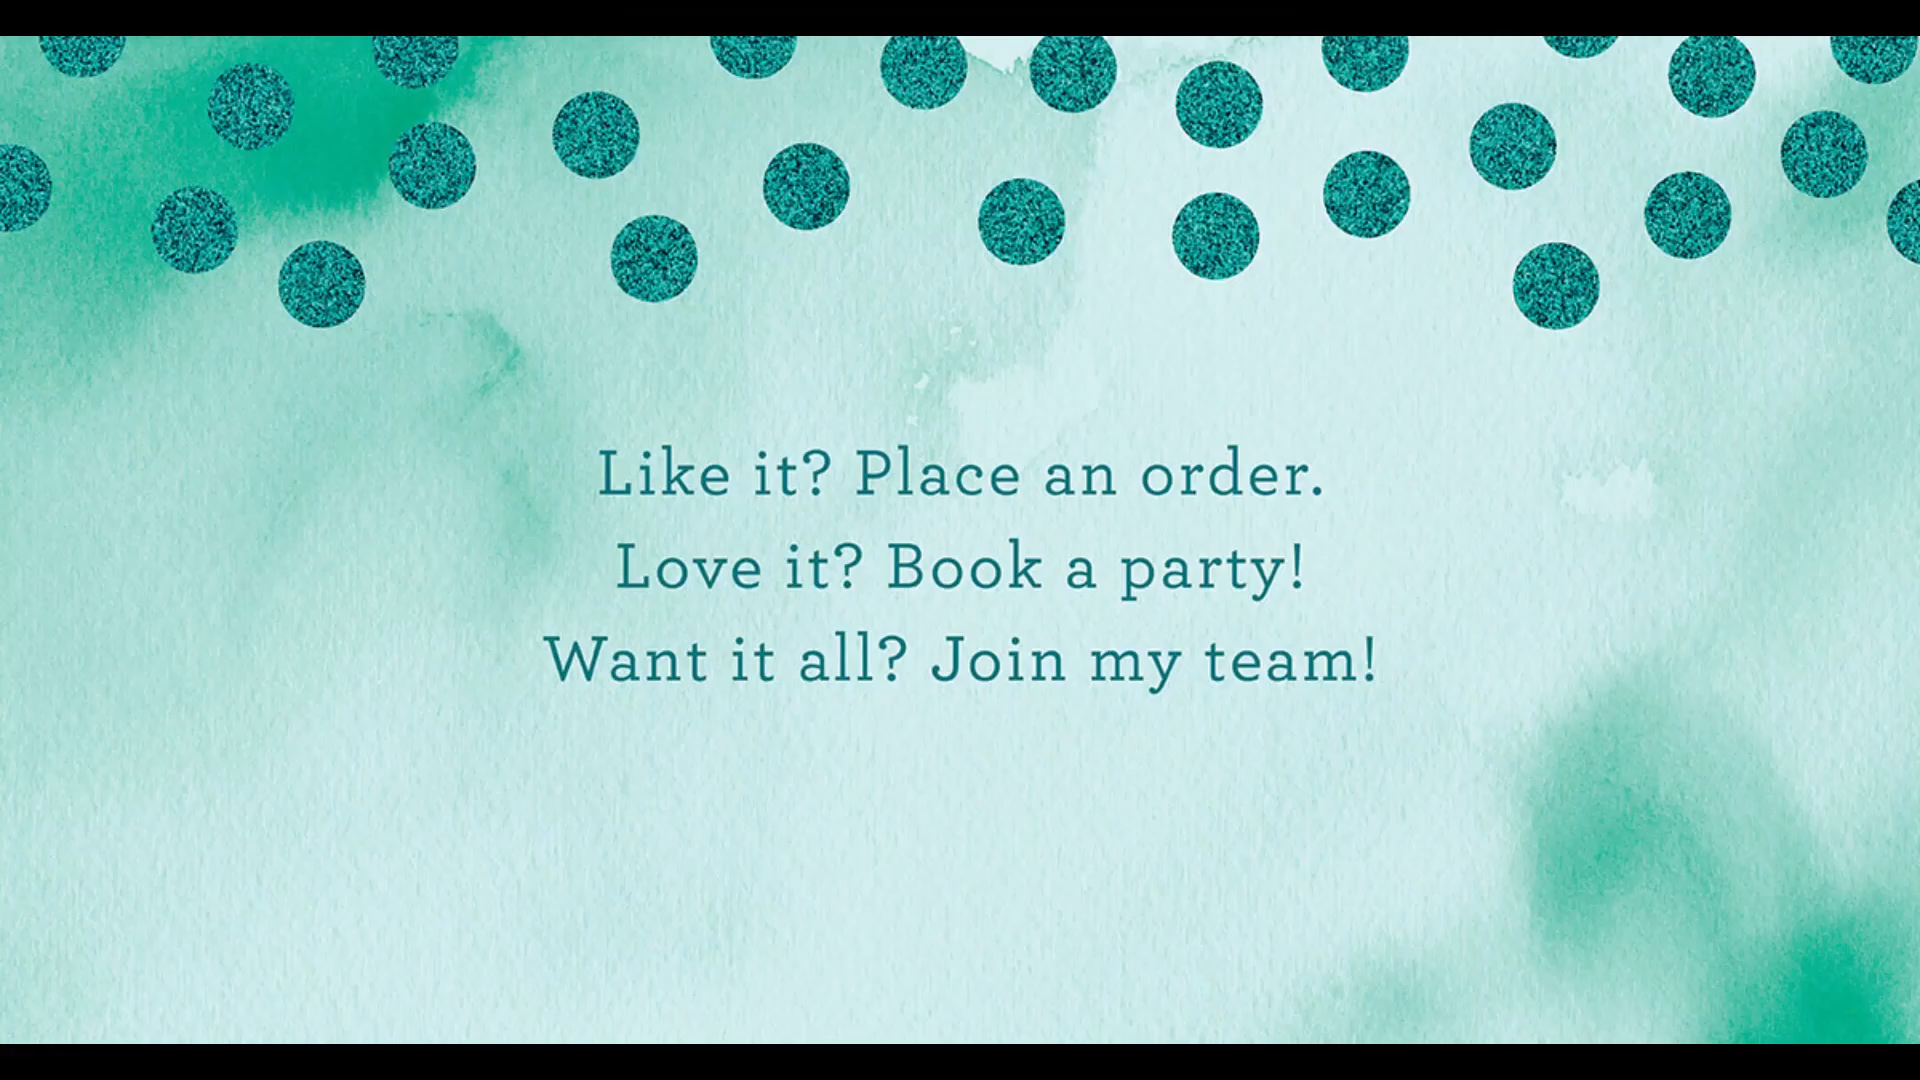 Like it? Place an order.
Love it? Book a party!
Want it all? Join my team!